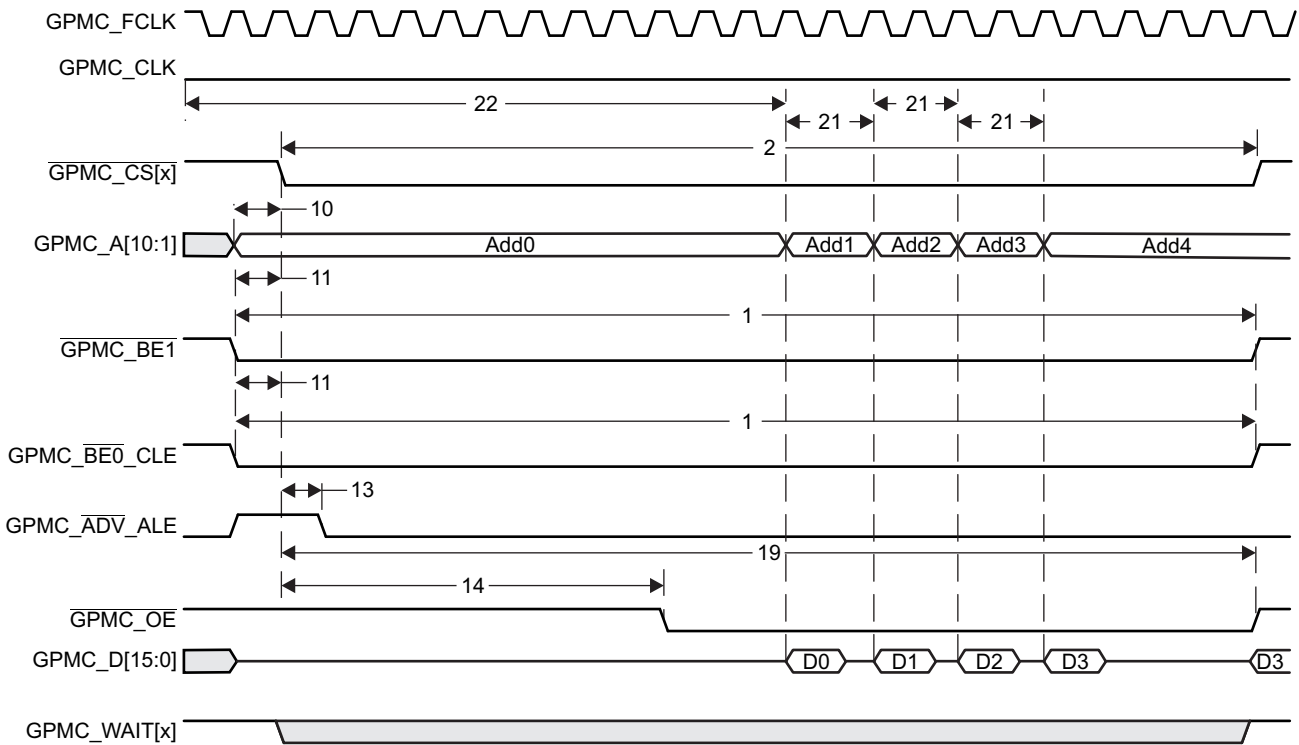 GPMC_FCLK
GPMC_CLK
22
21
21
21
2
GPMC_CS[x]
10
GPMC_A[10:1]
Add0
Add1
Add2
Add3
Add4
11
1
GPMC_BE1
11
1
GPMC_BE0_CLE
13
GPMC_ADV_ALE
19
14
GPMC_OE
GPMC_D[15:0]
D0
D1
D2
D3
D3
GPMC_WAIT[x]